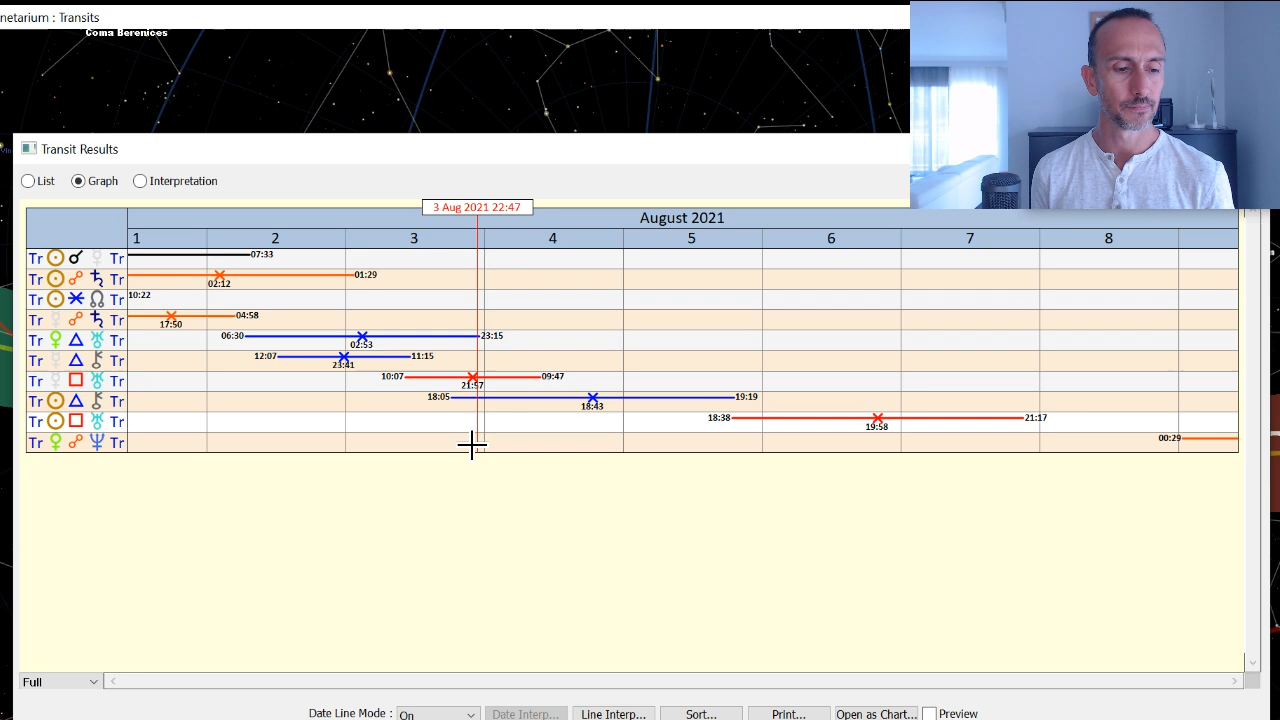 netarium : Transits
Coma Berenices
Vin
Transit Results
List Graph Interpretation
3 Aug 2021 22:47
August 2021
1 2 3 4 5 6 7 8
Tr Tr 07:33
Tr Tr 02:12 01:29
Tr Tr 10:22
Tr Tr 17:50 04:58
Tr Tr 06:30 02:53 23:15
Tr Tr 12:07 23:41 11:15
Tr Tr 10:07 21:57 09:47
Tr Tr 18:05 18:43 19:19
Tr Tr 18:38 19:58 21:17
Tr Tr 00:29
Full
Date Line Mode : On Date Interp... Line Interp... Sort... Print... Open as Chart... Preview